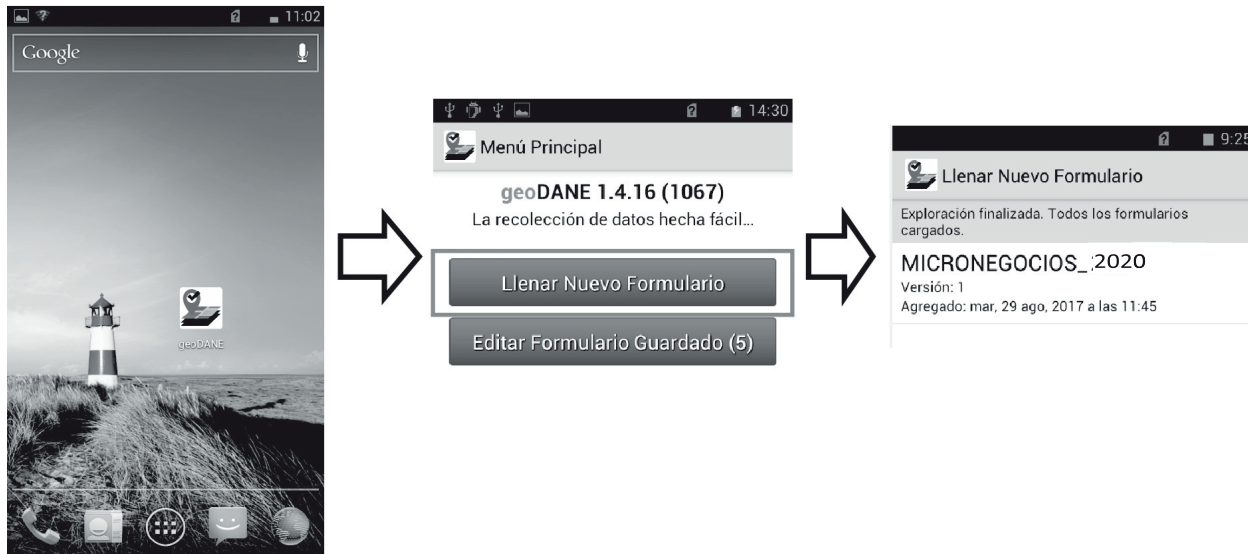 11:02
Google
geoDANE
14:30
Menú Principal
geoDANE 1.4.16 (1067)
La recolección de datos hecha fácil...
Llenar Nuevo Formulario
Editar Formulario Guardado (5)
9:25
Llenar Nuevo Formulario
Exploración finalizada. Todos los formularios
cargados.
MICRONEGOCIOS_ 2020
Versión: 1
Agregado: mar, 29 ago, 2017 a las 11:45